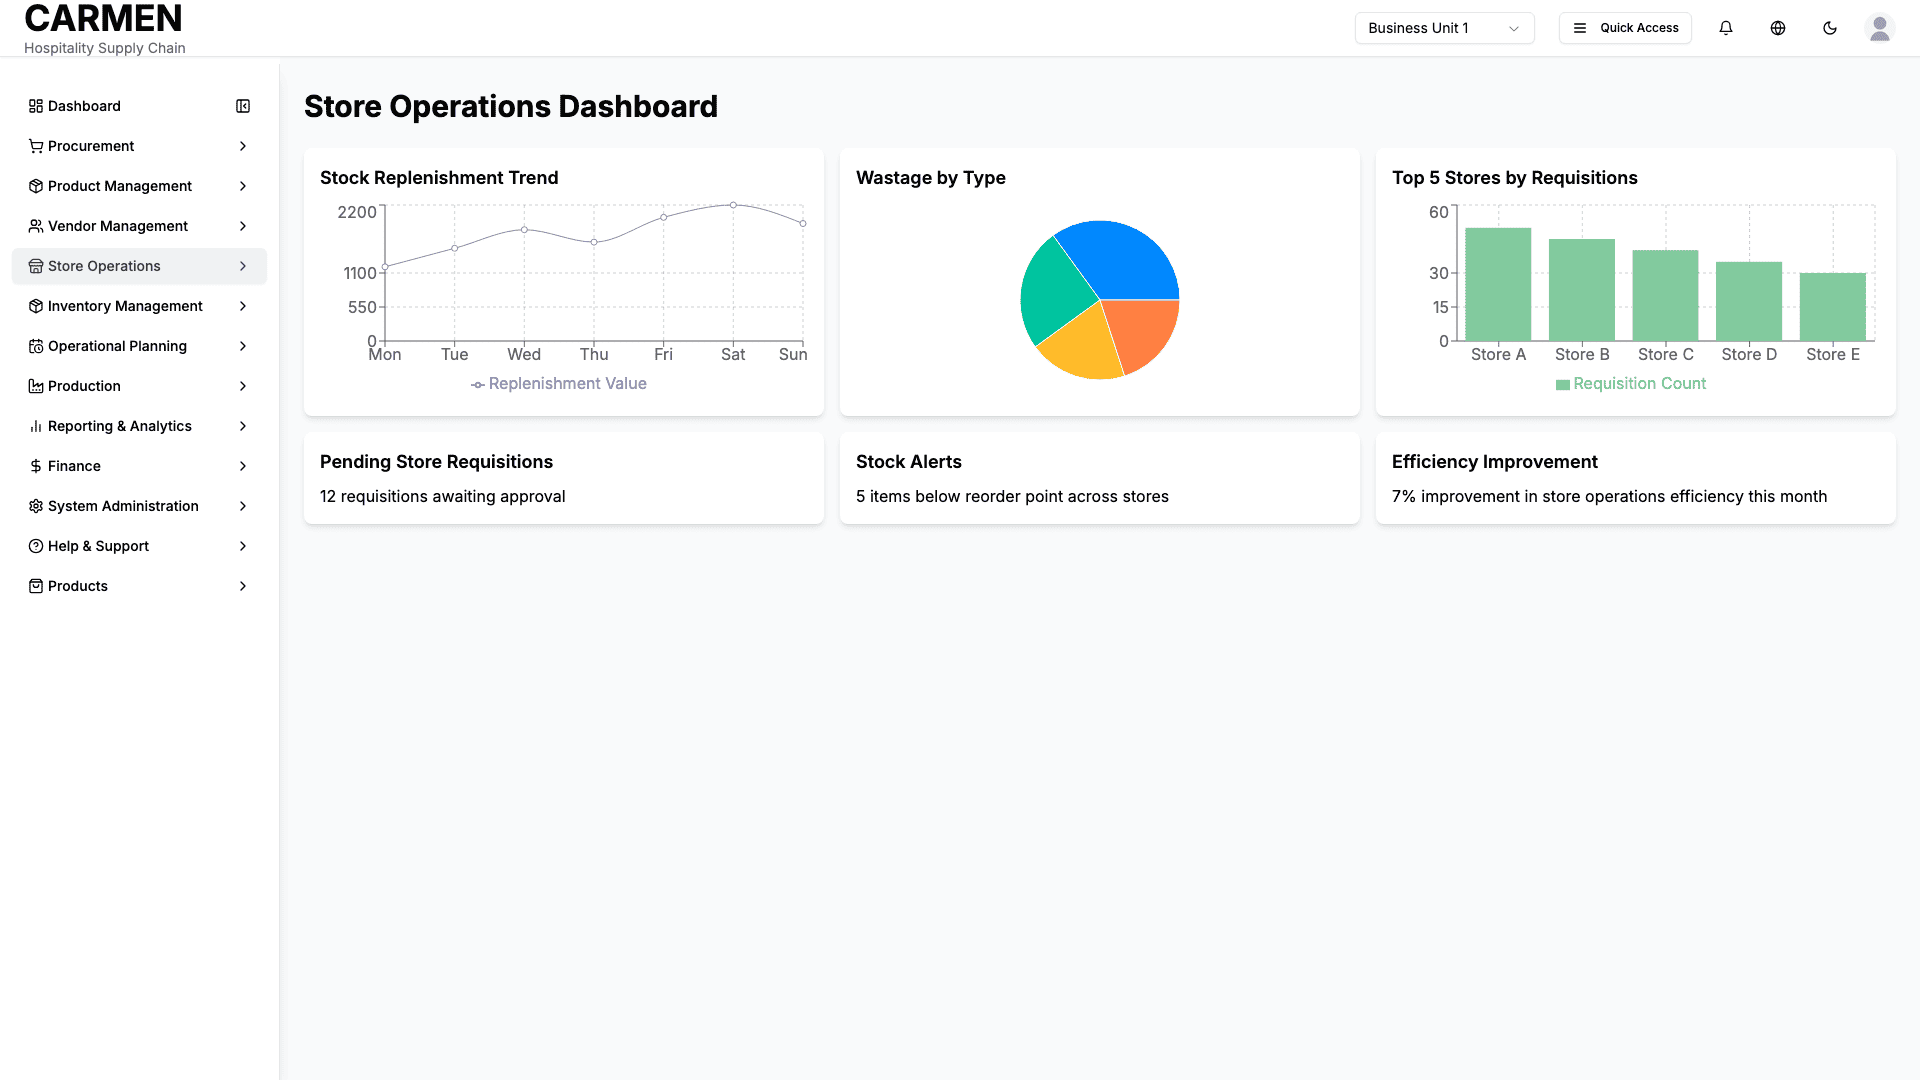 CARMEN
Hospitality Supply Chain
Business Unit 1
Quick Access
Dashboard
Procurement
Product Management
Vendor Management
Store Operations
Inventory Management
Operational Planning
Production
Reporting & Analytics
Finance
System Administration
Help & Support
Products
Store Operations Dashboard
Stock Replenishment Trend
2200
1100
550
0
Mon Tue Wed Thu Fri Sat Sun
Replenishment Value
Wastage by Type
Top 5 Stores by Requisitions
60
30
15
0
Store A Store B Store C Store D Store E
Requisition Count
Pending Store Requisitions
12 requisitions awaiting approval
Stock Alerts
5 items below reorder point across stores
Efficiency Improvement
7% improvement in store operations efficiency this month